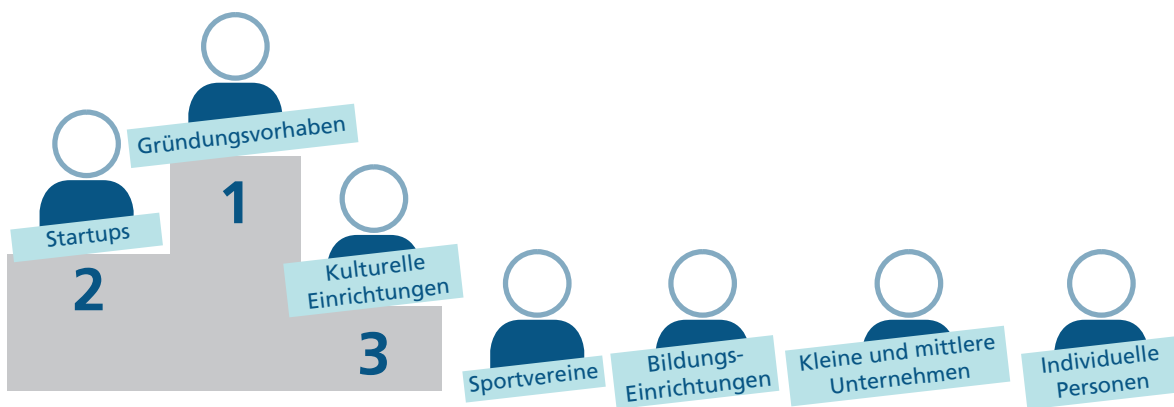 Gründungsvorhaben
1
Startups
2
Kulturelle
Einrichtungen
3
Sportvereine
Bildungs-
Einrichtungen
Kleine und mittlere
Unternehmen
Individuelle
Personen